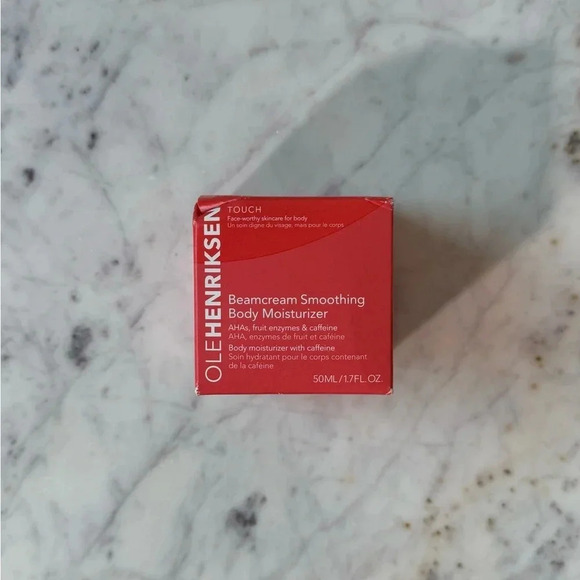 OLEHENRIKSEN
TOUCH
Face-worthy skincare for body
Un soin digne du visage, mais pour le corps
Beamcream Smoothing
Body Moisturizer
AHAs, fruit enzymes & caffeine
AHA, enzymes de fruit et caféine
Body moisturizer with caffeine
Soin hydratant pour le corps contenant
de la caféine
50ML/1.7FL.OZ.